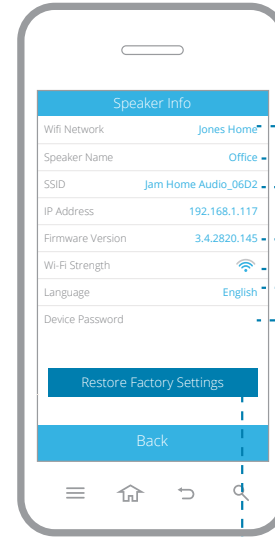 Speaker Info
Wifi Network Jones Home
Speaker Name Office
SSID Jam Home Audio_06D2
IP Address 192.168.1.117
Firmware Version 3.4.2820.145
Wi-Fi Strength
Language English
Device Password
Restore Factory Settings
Back